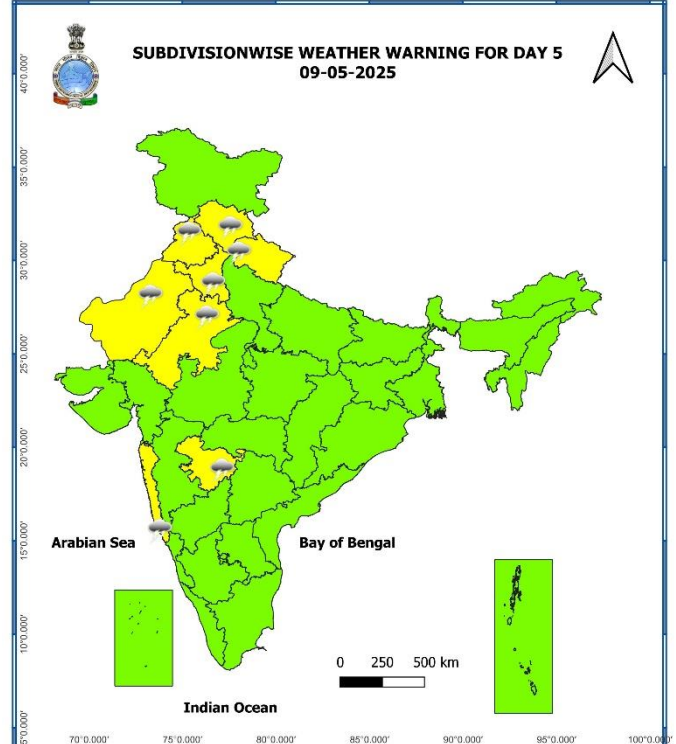 SUBDIVISIONWISE WEATHER WARNING FOR DAY 5
09-05-2025
40°0.000'
35°0.000'
30°0.000'
25°0.000'
20°0.000'
15°0.000'
10°0.000'
5°0.000'
Arabian Sea
Bay of Bengal
0 250 500 km
Indian Ocean
70°0.000' 75°0.000' 80°0.000' 85°0.000' 90°0.000' 95°0.000' 100°0.000'